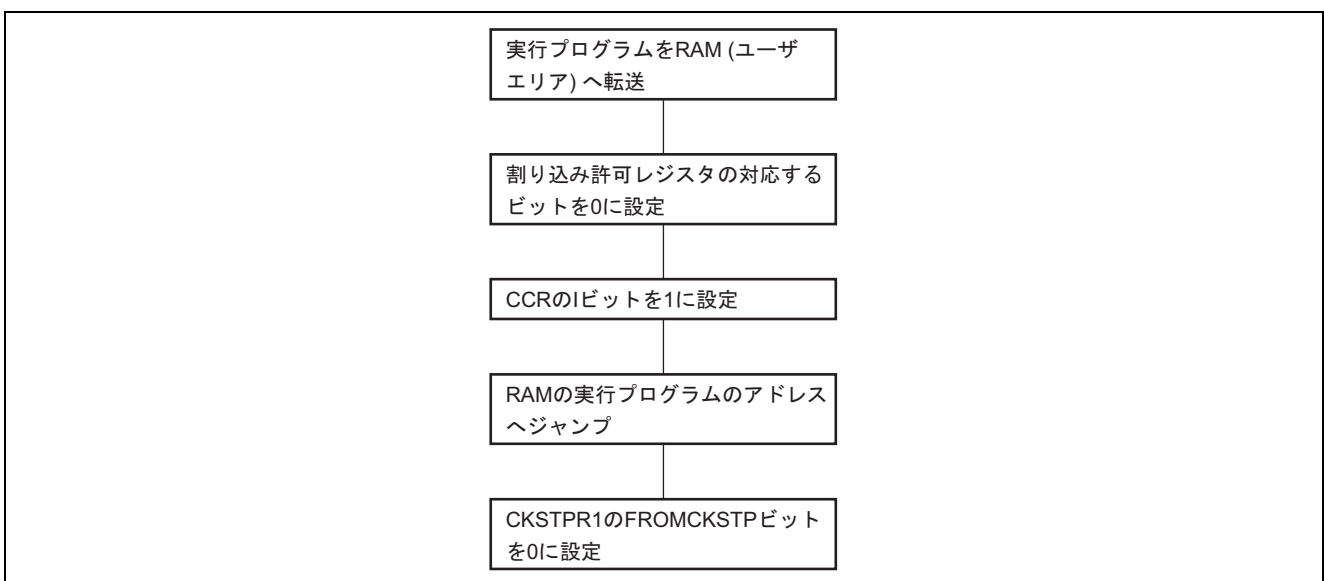 実行プログラムをRAM (ユーザ
エリア) へ転送
割り込み許可レジスタの対応する
ビットを0に設定
CCRのIビットを1に設定
RAMの実行プログラムのアドレス
へジャンプ
CKSTPR1のFROMCKSTPビット
を0に設定